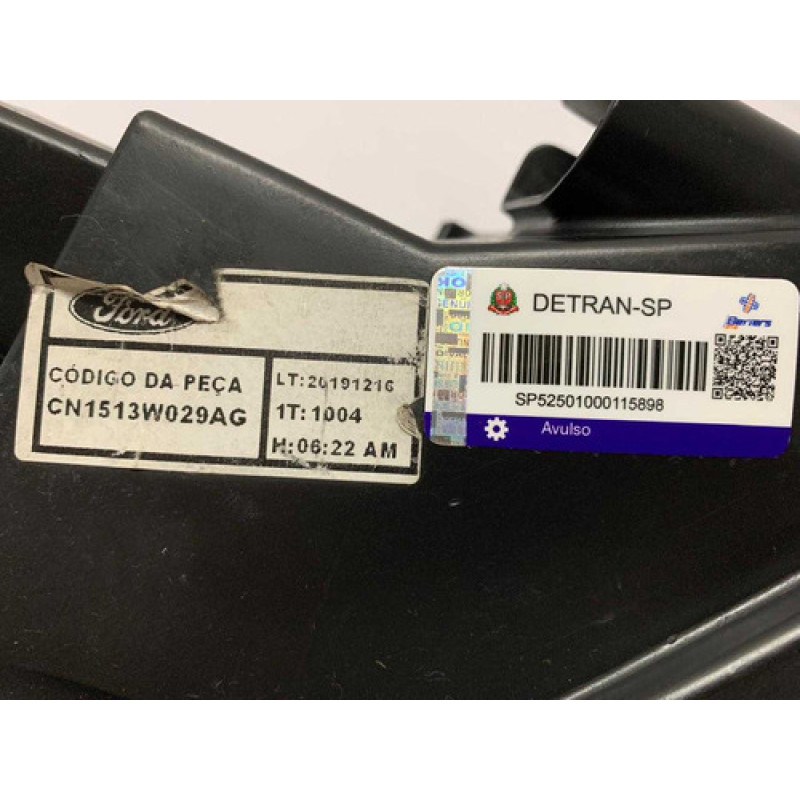 Ford
CÓDIGO DA PEÇA
CN1513W029AG
LT:20191216
1T:1004
H:06:22 AM
DETRAN-SP
SP52501000115898
Avulso